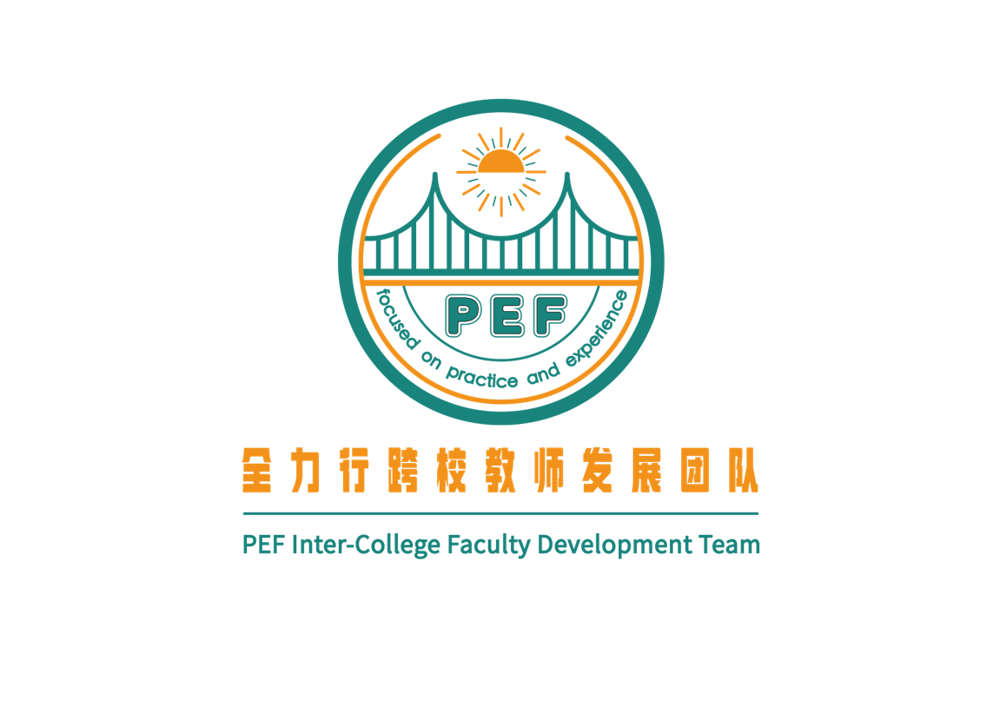 PEF
focused on practice and experience
全力行跨校教师发展团队
PEF Inter-College Faculty Development Team